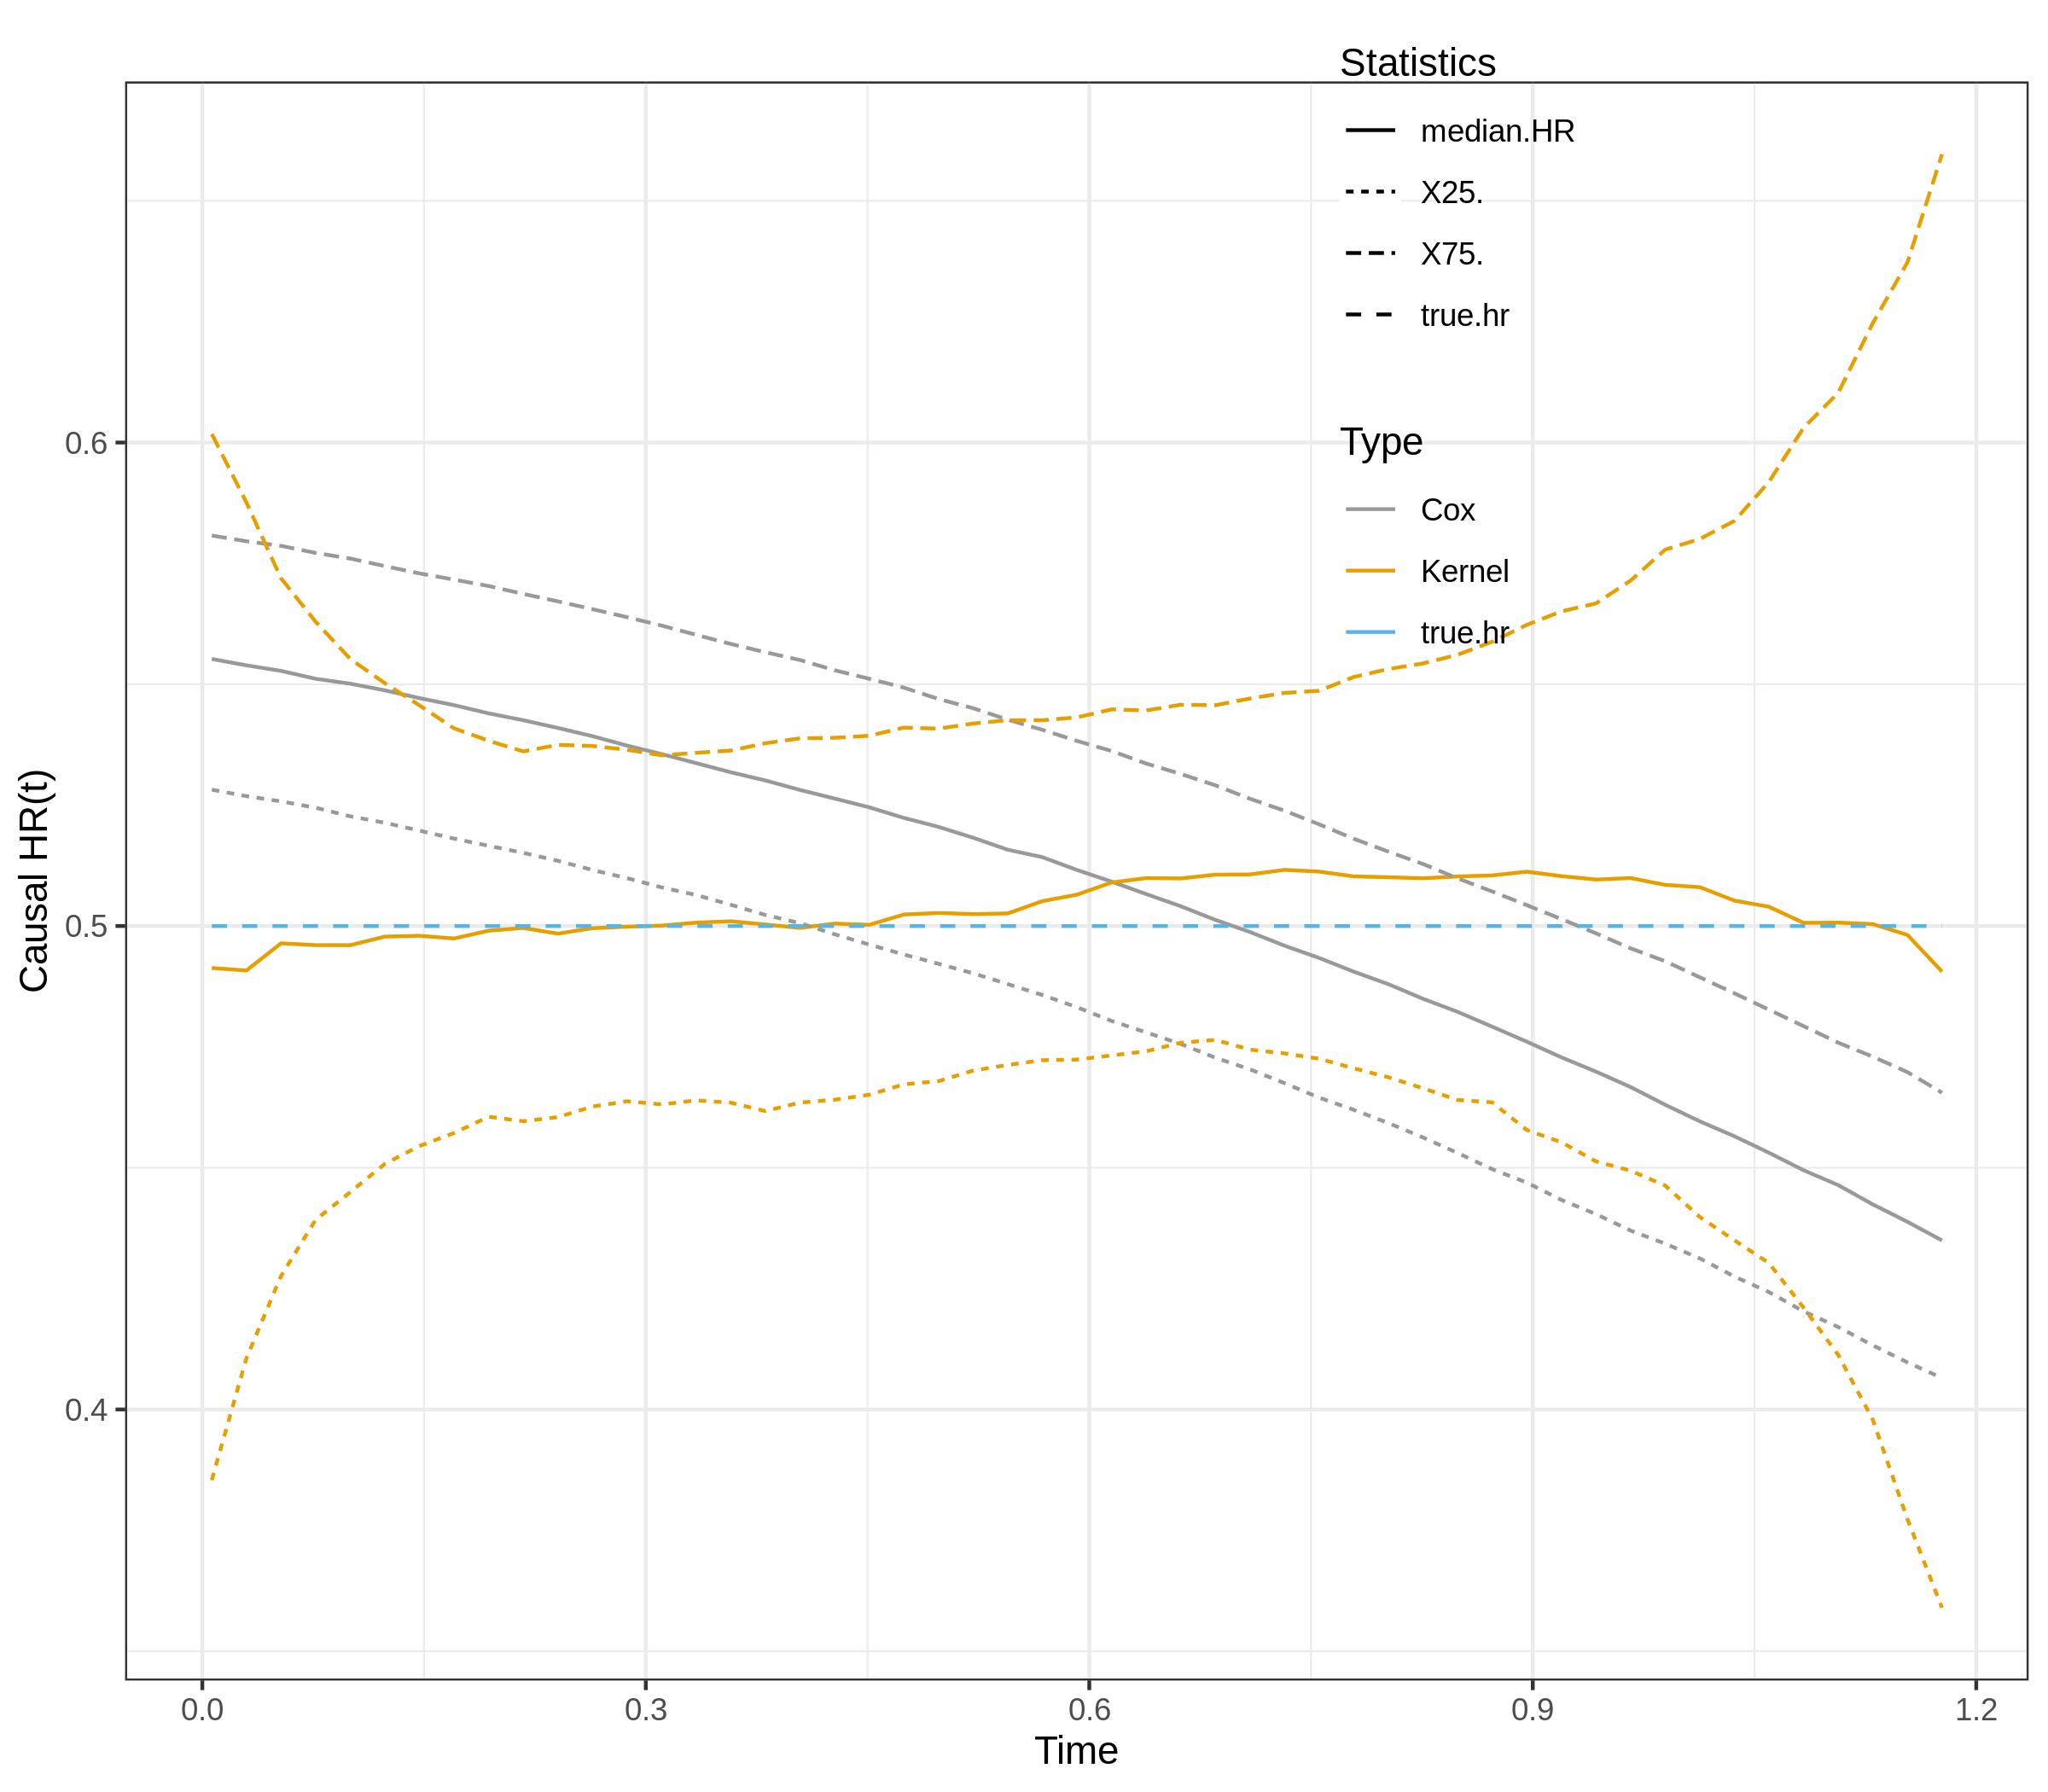 Statistics
median.HR
X25.
X75.
true.hr
Type
Cox
Kernel
true.hr
0.6
0.5
0.4
Causal HR(t)
0.0 0.3 0.6 0.9 1.2
Time